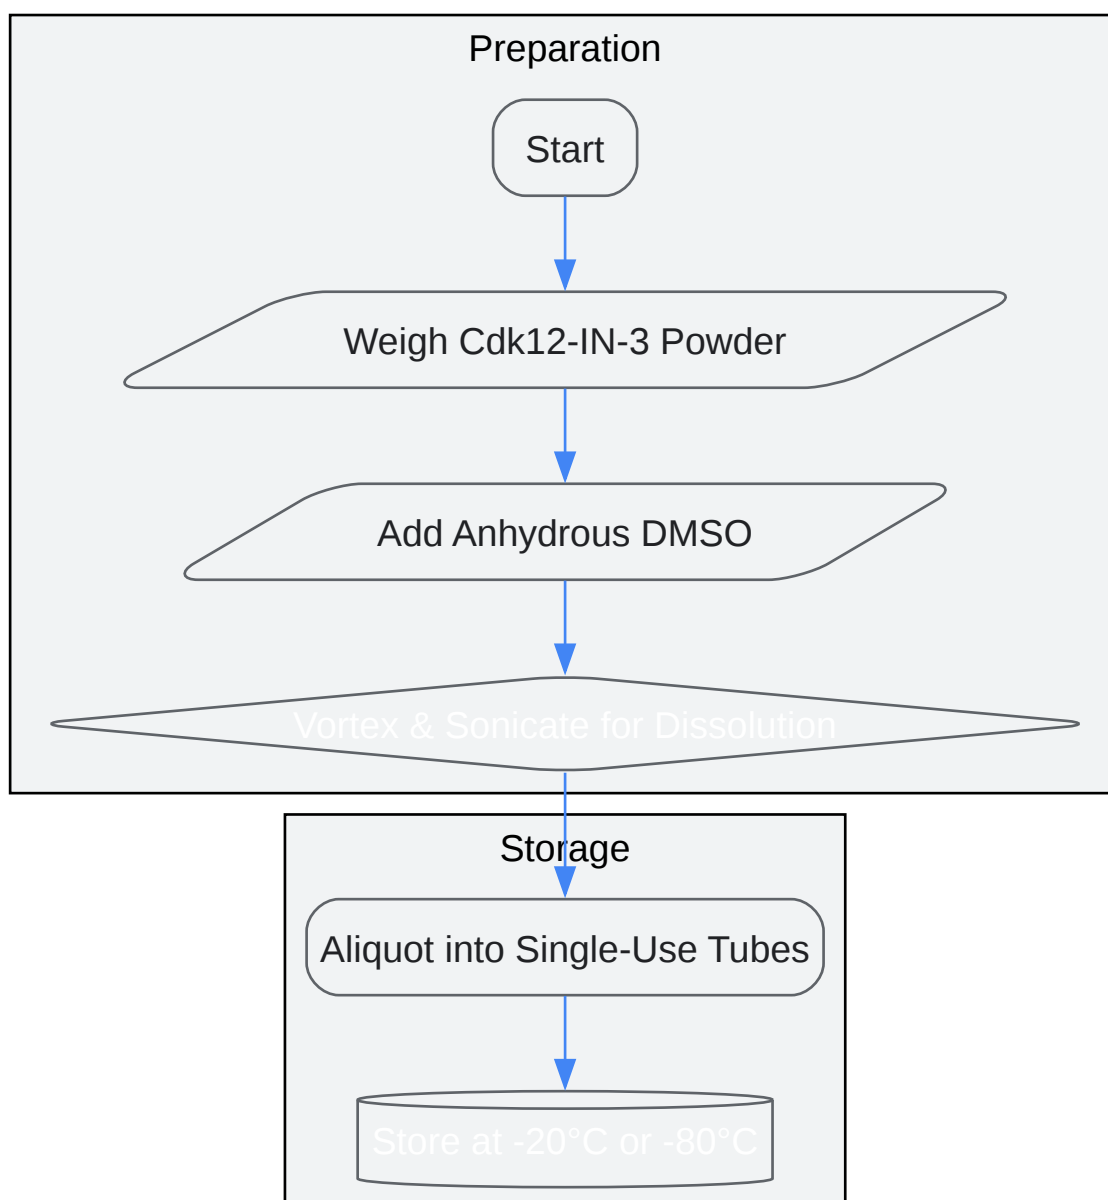 Preparation
Start
Weigh Cdk12-IN-3 Powder
Add Anhydrous DMSO
Vortex & Sonicate for Dissolution
Storage
Aliquot into Single-Use Tubes
Store at -20°C or -80°C